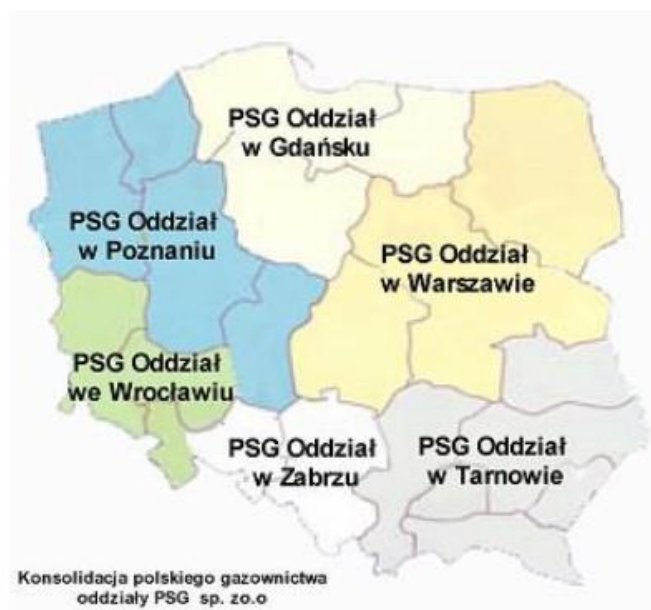 PSG Oddział
w Gdańsku
PSG Oddział
w Poznaniu
PSG Oddział
w Warszawie
PSG Oddział
we Wrocławiu
PSG Oddział
w Zabrzu
PSG Oddział
w Tarnowie
Konsolidacja polskiego gazownictwa
oddziały PSG sp. zo.o